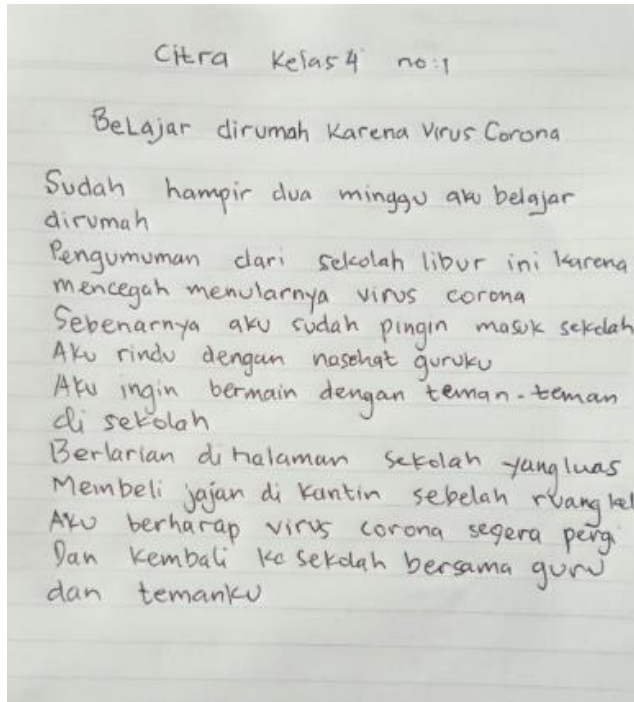 Citra Kelas 4 no:1
BeLajar dirumah Karena Virus Corona
Sudah hampir dua minggu aku belajar
dirumah
Pengumuman dari sekolah libur ini karena
mencegah menularnya virus corona
Sebenarnya aku sudah pingin masuk sekolah
Aku rindu dengan nasehat guruku
Aku ingin bermain dengan teman-teman
di sekolah
Berlarian di halaman sekolah yang luas
Membeli jajan di kantin sebelah ruang kel
Aku berharap virus corona segera pergi
Dan kembali ke sekolah bersama guru
dan temanku